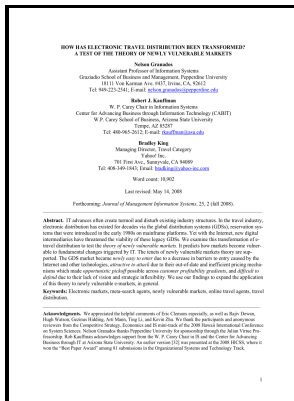 HOW HAS ELECTRONIC TRAVEL DISTRIBUTION BEEN TRANSFORMED?
A TEST OF THE THEORY OF NEWLY VULNERABLE MARKETS
Nelson Granados
Assistant Professor of Information Systems
Graziadio School of Business and Management, Pepperdine University
18111 Von Karman Ave. #407, Irvine, CA, 92612
Tel: 949-223-2541; E-mail: nelson.granados@pepperdine.edu
Robert J. Kauffman
W. P. Carey Chair in Information Systems
Center for Advancing Business through Information Technology (CABIT)
W.P. Carey School of Business, Arizona State University
Tempe, AZ 85287
Tel: 480-965-2612; E-mail: rkauffman@asu.edu
Bradley King
Managing Director, Travel Category
Yahoo! Inc.
701 First Ave., Sunnyvale, CA 94089
Tel: 408-349-1843; Email: bradking@yahoo-inc.com
Word count: 10,902
Last revised: May 14, 2008
Forthcoming: Journal of Management Information Systems, 25, 2 (fall 2008).
Abstract. IT advances often create turmoil and disturb existing industry structures. In the travel industry,
electronic distribution has existed for decades via the global distribution systems (GDSs), reservation sys-
tems that were introduced in the early 1980s on mainframe platforms. Yet with the Internet, new digital
intermediaries have threatened the viability of these legacy GDSs. We examine this transformation of e-
travel distribution to test the theory of newly vulnerable markets. It predicts how markets become vulner-
able to fundamental changes triggered by IT. The tenets of newly vulnerable markets theory are sup-
ported. The GDS market became newly easy to enter due to a decrease in barriers to entry caused by the
Internet and other technologies, attractive to attack due to their out-of-date and inefficient pricing mecha-
nisms which made opportunistic pickoff possible across customer profitability gradients, and difficult to
defend due to their lack of vision and strategic inflexibility. We use our findings to expand the application
of this theory to newly vulnerable e-markets, in general.
Keywords: Electronic markets, meta-search agents, newly vulnerable markets, online travel agents, travel
distribution.
Acknowledgments. We appreciated the helpful comments of Eric Clemons especially, as well as Rajiv Dewan,
Hugh Watson, Gezinus Hidding, Arti Mann, Ting Li, and Kevin Zhu. We thank the participants and anonymous
reviewers from the Competitive Strategy, Economics and IS mini-track of the 2008 Hawaii International Conference
on System Sciences. Nelson Granados thanks Pepperdine University for sponsorship through the Julian Virtue Pro-
fessorship. Rob Kauffman acknowledges support from the W. P. Carey Chair in IS and the Center for Advancing
Business through IT at Arizona State University. An earlier version [32] was presented at the 2008 HICSS, where it
won the "Best Paper Award" among 81 submissions in the Organizational Systems and Technology Track.
1